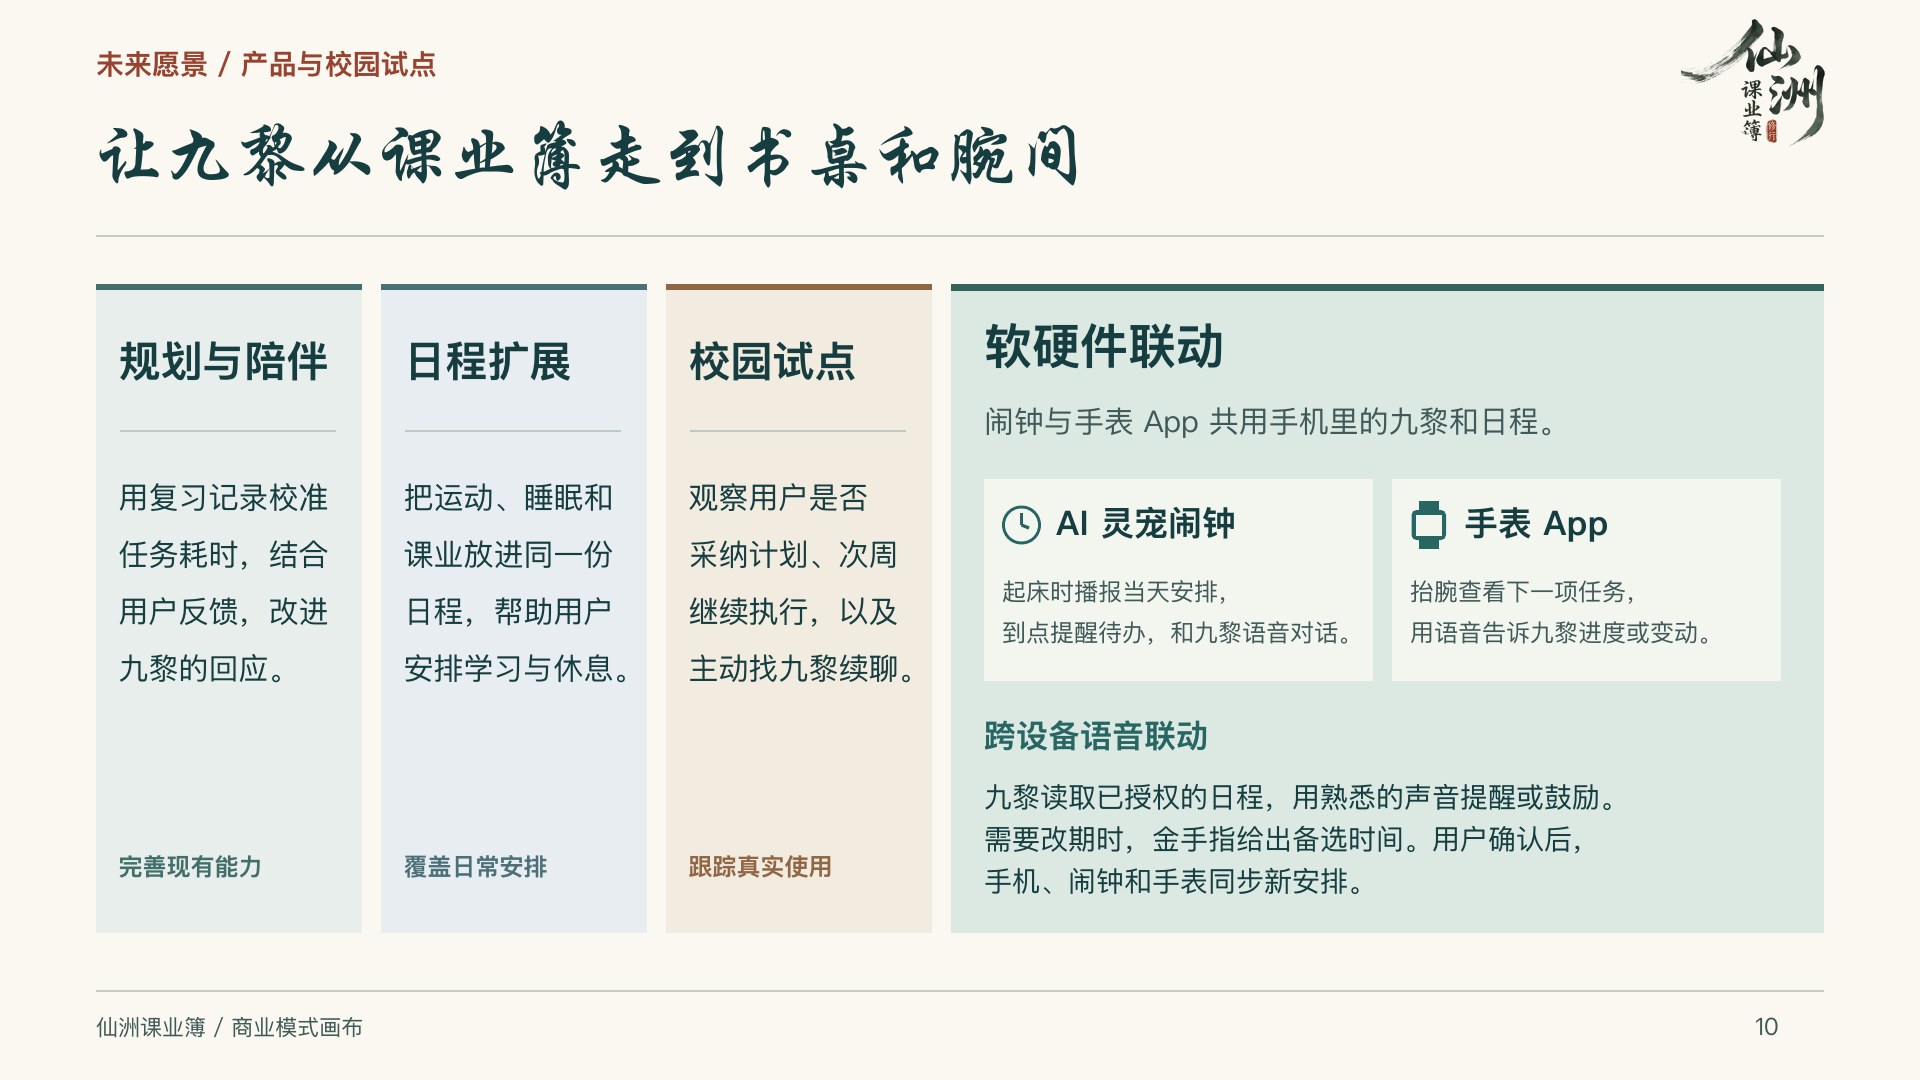 未来愿景 / 产品与校园试点
仙洲
课业簿
让九黎从课业簿走到书桌和腕间
规划与陪伴
用复习记录校准
任务耗时，结合
用户反馈，改进
九黎的回应。
完善现有能力
日程扩展
把运动、睡眠和
课业放进同一份
日程，帮助用户
安排学习与休息。
覆盖日常安排
校园试点
观察用户是否
采纳计划、次周
继续执行，以及
主动找九黎续聊。
跟踪真实使用
软硬件联动
闹钟与手表 App 共用手机里的九黎和日程。
AI 灵宠闹钟
起床时播报当天安排，
到点提醒待办，和九黎语音对话。
手表 App
抬腕查看下一项任务，
用语音告诉九黎进度或变动。
跨设备语音联动
九黎读取已授权的日程，用熟悉的声音提醒或鼓励。
需要改期时，金手指给出备选时间。用户确认后，
手机、闹钟和手表同步新安排。
仙洲课业簿 / 商业模式画布
10